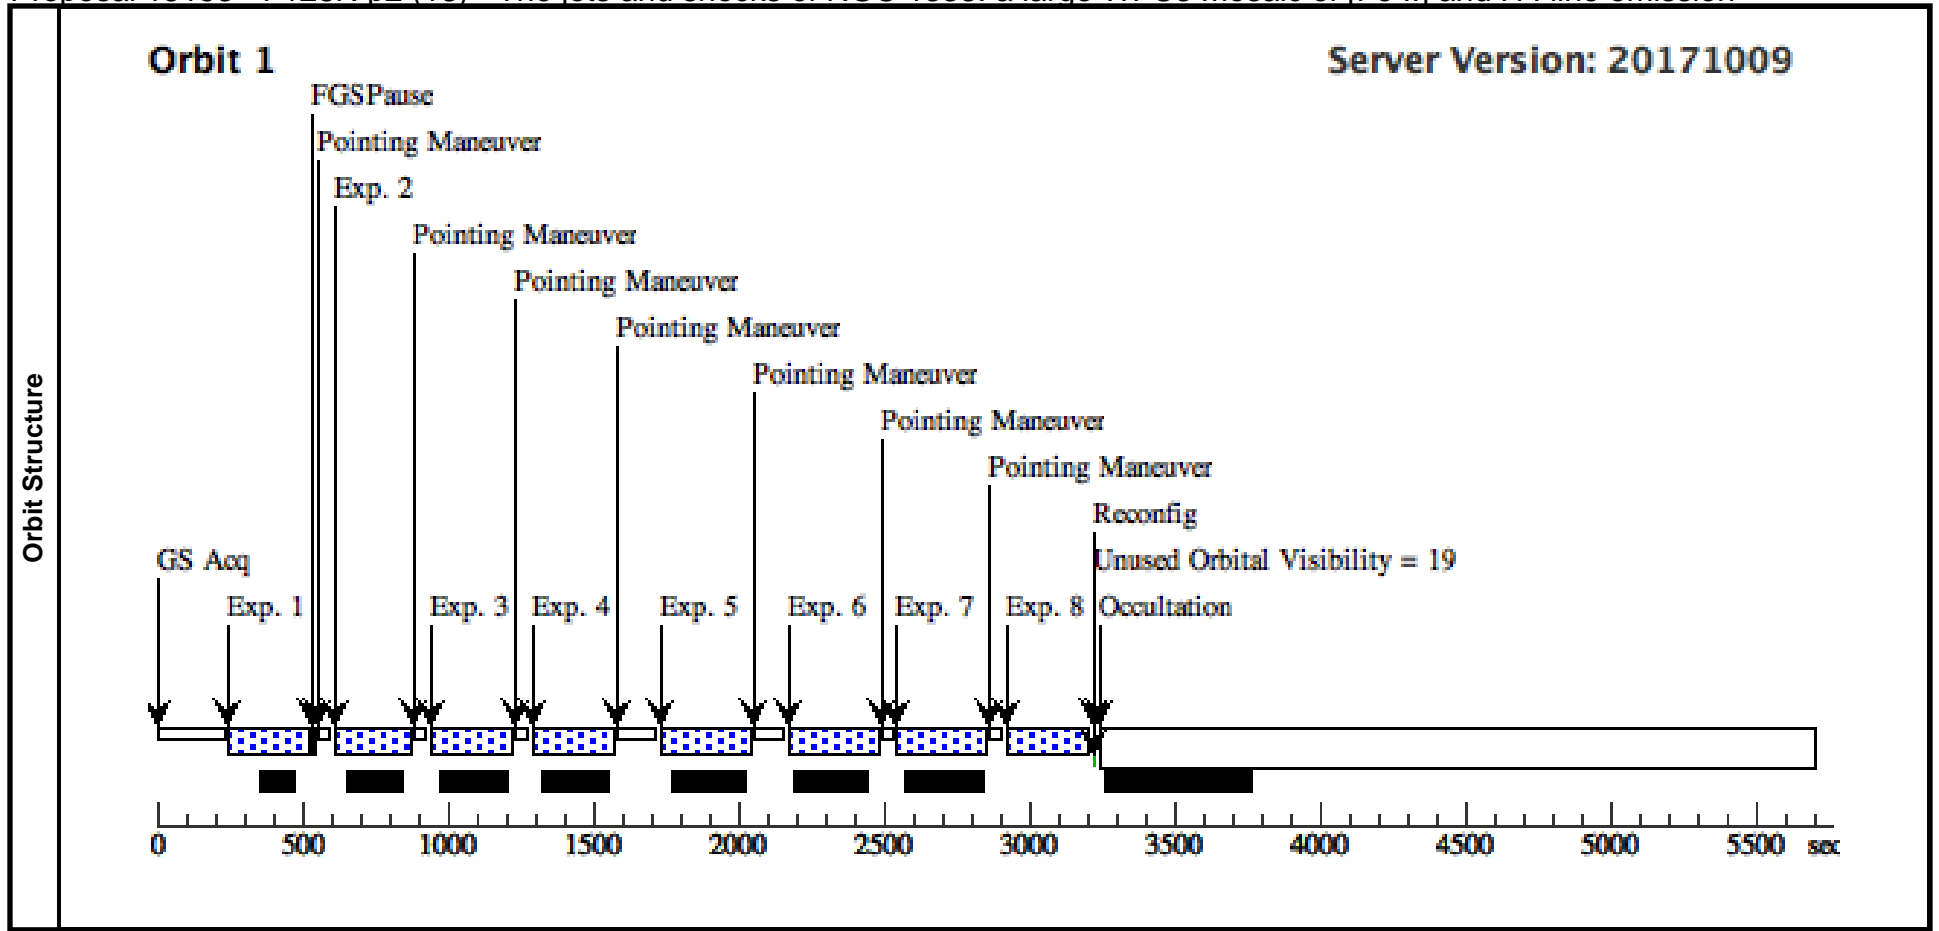 Orbit 1
Server Version: 20171009
FGSPause
Pointing Maneuver
Exp. 2
Pointing Maneuver
Pointing Maneuver
Pointing Maneuver
Pointing Maneuver
Pointing Maneuver
Pointing Maneuver
Reconfig
GS Acq
Unused Orbital Visibility = 19
Exp. 1
Exp. 3
Exp. 4
Exp. 5
Exp. 6
Exp. 7
Exp. 8
Occultation
Orbit Structure
0 500 1000 1500 2000 2500 3000 3500 4000 4500 5000 5500 sec